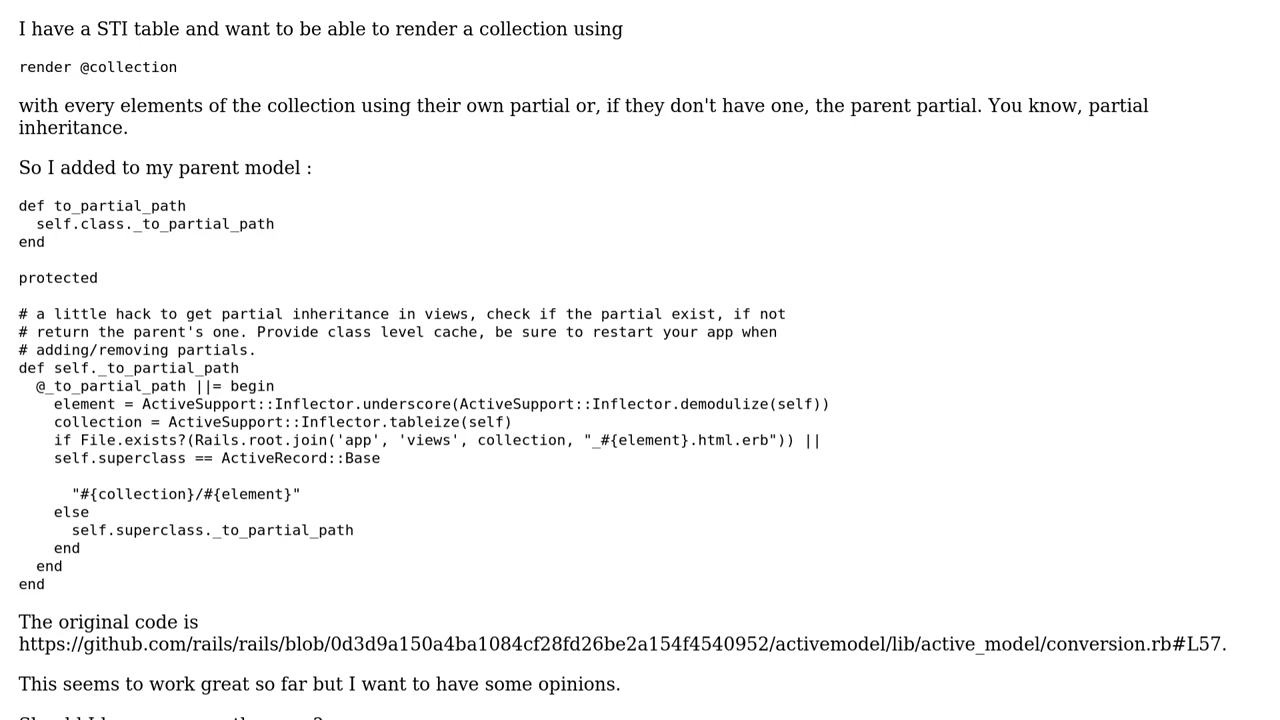 I have a STI table and want to be able to render a collection using
render @collection
with every elements of the collection using their own partial or, if they don't have one, the parent partial. You know, partial
inheritance.
So I added to my parent model :
def to_partial_path
  self.class._to_partial_path
end
protected
# a little hack to get partial inheritance in views, check if the partial exist, if not
# return the parent's one. Provide class level cache, be sure to restart your app when
# adding/removing partials.
def self._to_partial_path
  @_to_partial_path ||= begin
    element = ActiveSupport::Inflector.underscore(ActiveSupport::Inflector.demodulize(self))
    collection = ActiveSupport::Inflector.tableize(self)
    if File.exists?(Rails.root.join('app', 'views', collection, "_#{element}.html.erb")) ||
    self.superclass == ActiveRecord::Base
      "#{collection}/#{element}"
    else
      self.superclass._to_partial_path
    end
  end
end
The original code is
https://github.com/rails/rails/blob/0d3d9a150a4ba1084cf28fd26be2a154f4540952/activemodel/lib/active_model/conversion.rb#L57.
This seems to work great so far but I want to have some opinions.